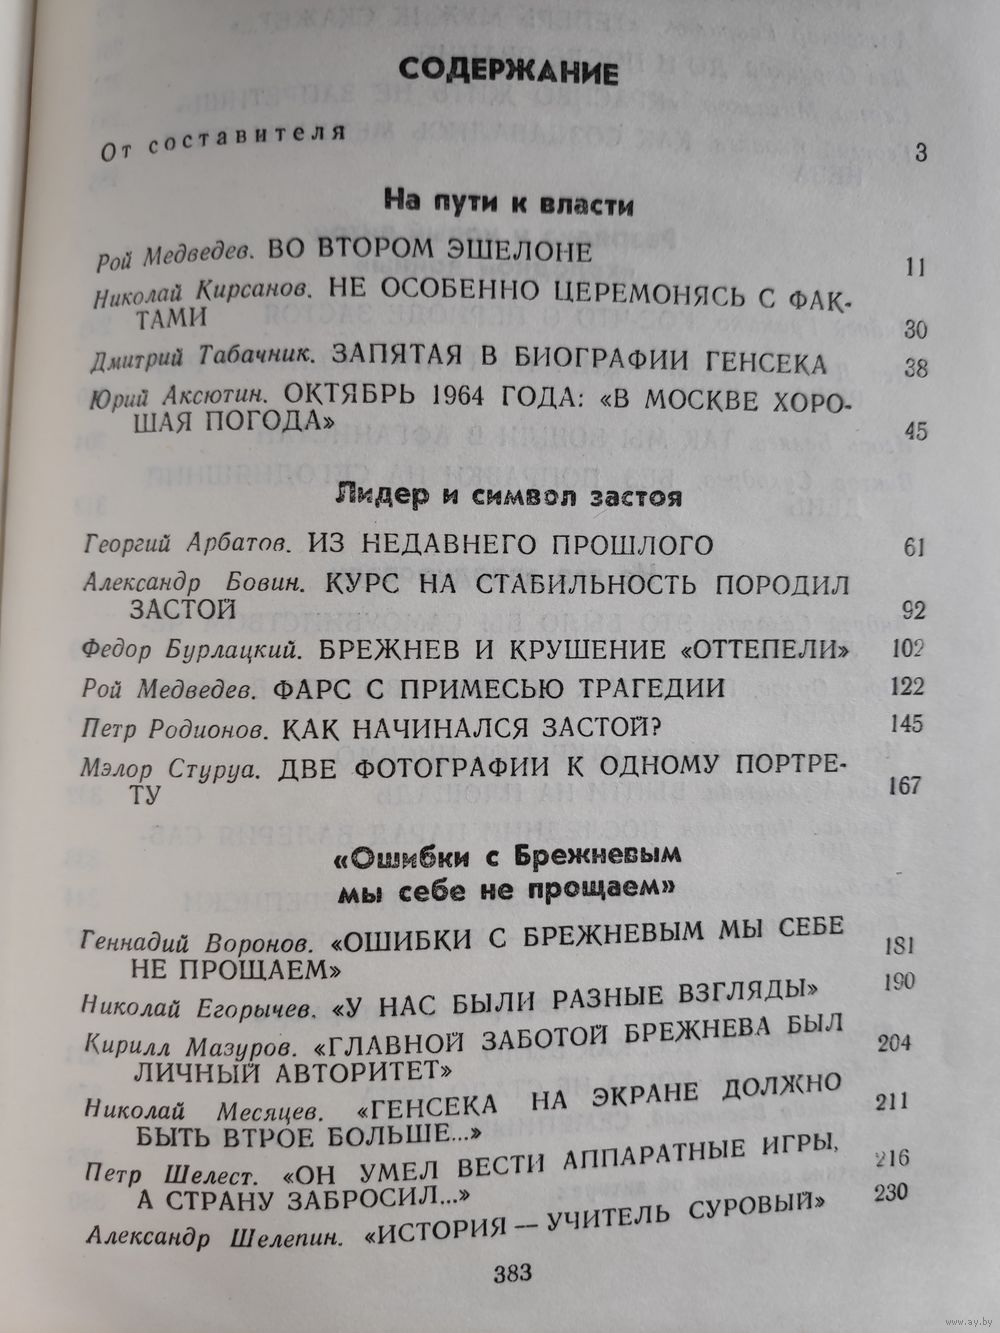 СОДЕРЖАНИЕ
От составителя 3
На пути к власти
Рой Медведев. ВО ВТОРОМ ЭШЕЛОНЕ 11
Николай Кирсанов. НЕ ОСОБЕННО ЦЕРЕМОНЯСЬ С ФАК-
ТАМИ 30
Дмитрий Табачник. ЗАПЯТАЯ В БИОГРАФИИ ГЕНСЕКА 38
Юрий Аксютин. ОКТЯБРЬ 1964 ГОДА: «В МОСКВЕ ХОРО-
ШАЯ ПОГОДА» 45
Лидер и символ застоя
Георгий Арбатов. ИЗ НЕДАВНЕГО ПРОШЛОГО 61
Александр Бовин. КУРС НА СТАБИЛЬНОСТЬ ПОРОДИЛ
ЗАСТОЙ 92
Федор Бурлацкий. БРЕЖНЕВ И КРУШЕНИЕ «ОТТЕПЕЛИ» 102
Рой Медведев. ФАРС С ПРИМЕСЬЮ ТРАГЕДИИ 122
Петр Родионов. КАК НАЧИНАЛСЯ ЗАСТОЙ? 145
Мэлор Стуруа. ДВЕ ФОТОГРАФИИ К ОДНОМУ ПОРТРЕ-
ТУ 167
«Ошибки с Брежневым
мы себе не прощаем»
Геннадий Воронов. «ОШИБКИ С БРЕЖНЕВЫМ МЫ СЕБЕ
НЕ ПРОЩАЕМ» 181
Николай Егорычев. «У НАС БЫЛИ РАЗНЫЕ ВЗГЛЯДЫ» 190
Кирилл Мазуров. «ГЛАВНОЙ ЗАБОТОЙ БРЕЖНЕВА БЫЛ
ЛИЧНЫЙ АВТОРИТЕТ» 204
Николай Месяцев. «ГЕНСЕКА НА ЭКРАНЕ ДОЛЖНО
БЫТЬ ВТРОЕ БОЛЬШЕ...» 211
Петр Шелест. «ОН УМЕЛ ВЕСТИ АППАРАТНЫЕ ИГРЫ,
А СТРАНУ ЗАБРОСИЛ...» 216
Александр Шелепин. «ИСТОРИЯ — УЧИТЕЛЬ СУРОВЫЙ» 230
383
www.ay.by